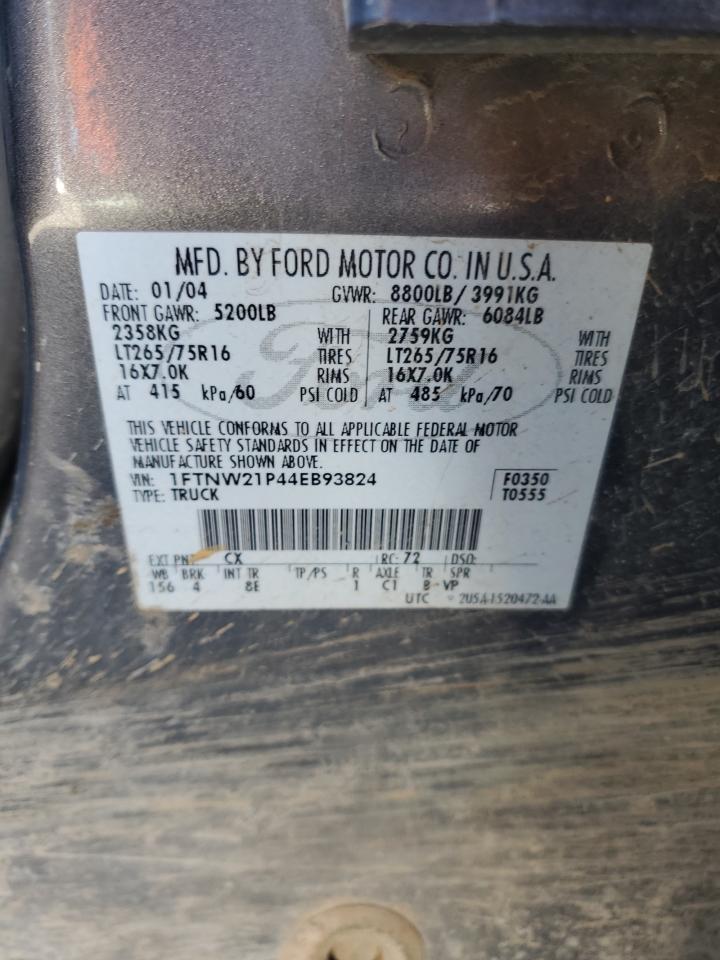 MFD. BY FORD MOTOR CO. IN U.S.A.
DATE: 01/04 GVWR: 8800LB/ 3991KG
FRONT GAWR: 5200LB REAR GAWR: 6084LB
2358KG WITH 2759KG WITH
LT265/75R16 TIRES LT265/75R16 TIRES
16X7.0K RIMS 16X7.0K RIMS
AT 415 kPa/60 PSI COLD AT 485 kPa/70 PSI COLD
THIS VEHICLE CONFORMS TO ALL APPLICABLE FEDERAL MOTOR
VEHICLE SAFETY STANDARDS IN EFFECT ON THE DATE OF
MANUFACTURE SHOWN ABOVE.
VIN: 1FTNW21P44EB93824 F0350
TYPE: TRUCK T0555
EXT PNT: CX RC: 72 DSO:
WB BRK INT TR TP/PS R AXLE TR SPR
156 4 8E 1 C1 B VP
UTC 2U5A-1520472-AA
Ford